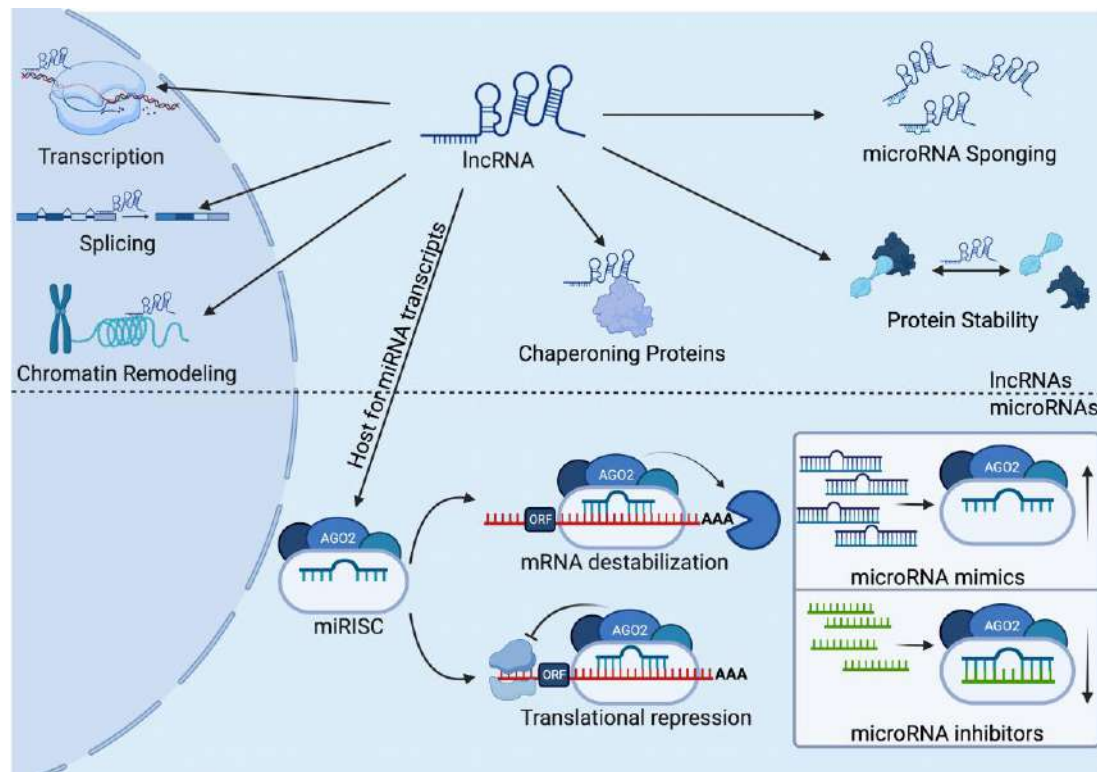 Transcription
lncRNA
microRNA Sponging
Splicing
Host for miRNA transcripts
Protein Stability
Chaperoning Proteins
Chromatin Remodeling
lncRNAs
microRNAs
AGO2
ORF
AAA
mRNA destabilization
AGO2
microRNA mimics
AGO2
miRISC
AGO2
ORF
AAA
Translational repression
AGO2
microRNA inhibitors